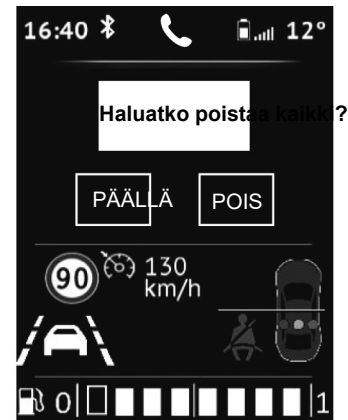 16:40 12°
Haluatko poistaa kaikki?
PÄÄLLÄ POIS
90 130
km/h
0 1